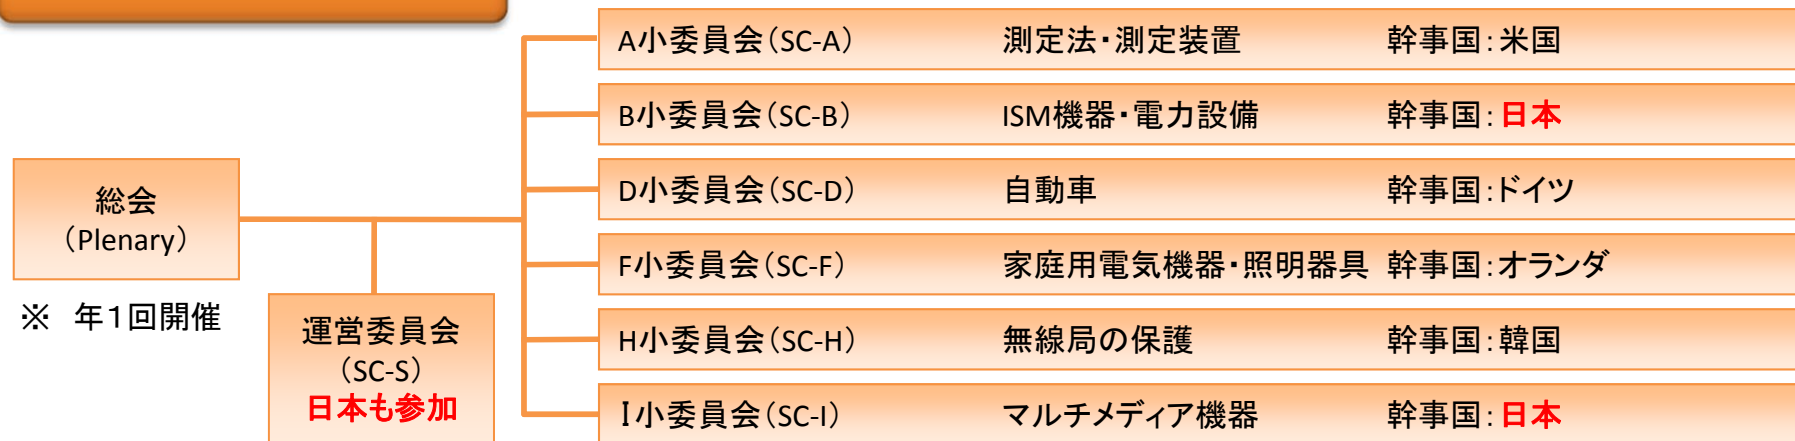 A小委員会(SC-A) 測定法・測定装置 幹事国:米国
B小委員会(SC-B) ISM機器・電力設備 幹事国:日本
D小委員会(SC-D) 自動車 幹事国:ドイツ
F小委員会(SC-F) 家庭用電気機器・照明器具 幹事国:オランダ
H小委員会(SC-H) 無線局の保護 幹事国:韓国
I小委員会(SC-I) マルチメディア機器 幹事国:日本
総会
(Plenary)
※ 年1回開催
運営委員会
(SC-S)
日本も参加